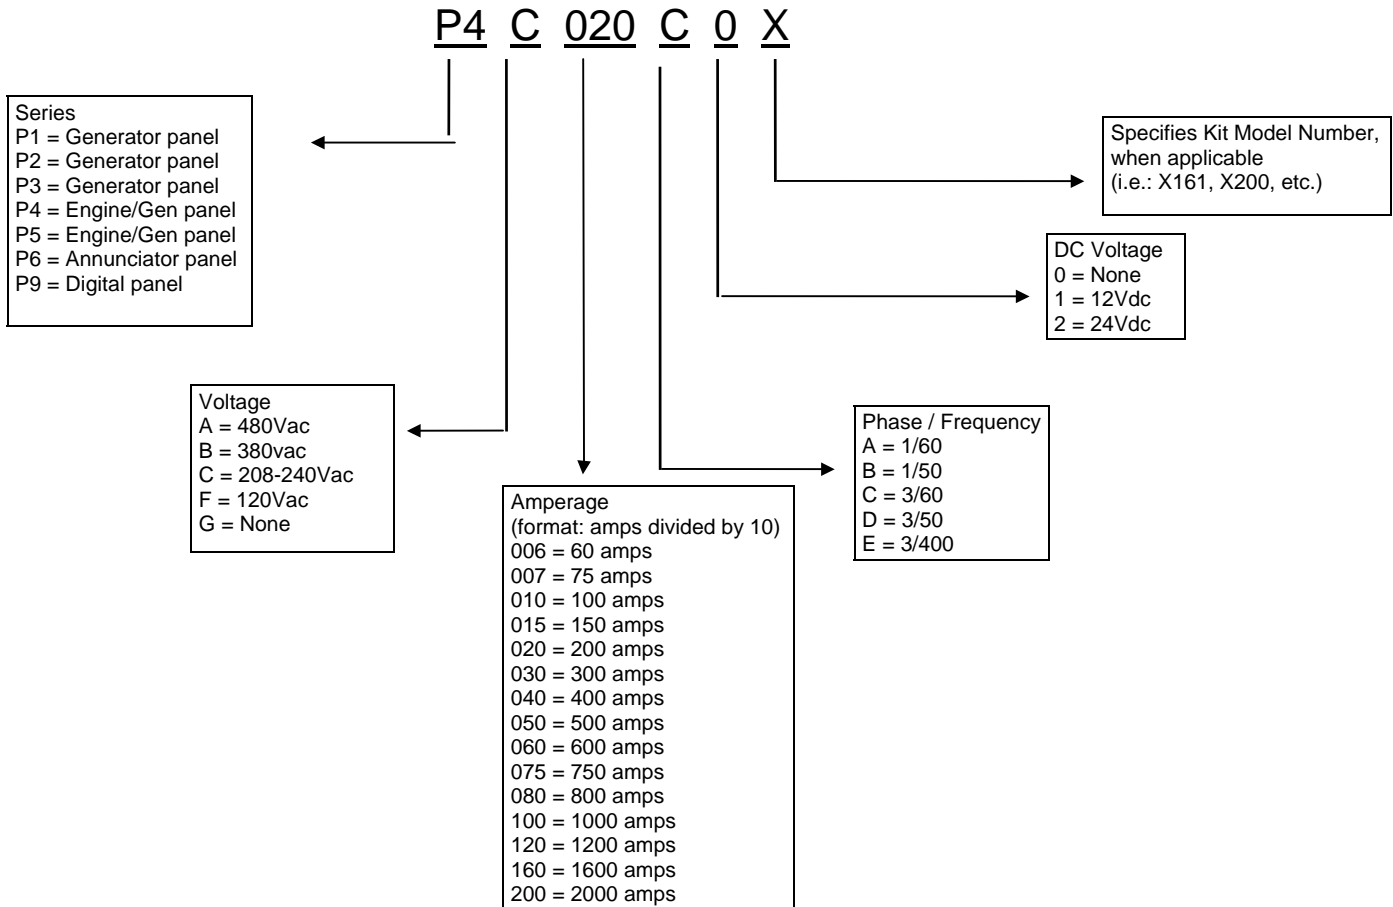 P4 C 020 C 0 X
Series
P1 = Generator panel
P2 = Generator panel
P3 = Generator panel
P4 = Engine/Gen panel
P5 = Engine/Gen panel
P6 = Annunciator panel
P9 = Digital panel
Specifies Kit Model Number,
when applicable
(i.e.: X161, X200, etc.)
DC Voltage
0 = None
1 = 12Vdc
2 = 24Vdc
Voltage
A = 480Vac
B = 380vac
C = 208-240Vac
F = 120Vac
G = None
Phase / Frequency
A = 1/60
B = 1/50
C = 3/60
D = 3/50
E = 3/400
Amperage
(format: amps divided by 10)
006 = 60 amps
007 = 75 amps
010 = 100 amps
015 = 150 amps
020 = 200 amps
030 = 300 amps
040 = 400 amps
050 = 500 amps
060 = 600 amps
075 = 750 amps
080 = 800 amps
100 = 1000 amps
120 = 1200 amps
160 = 1600 amps
200 = 2000 amps